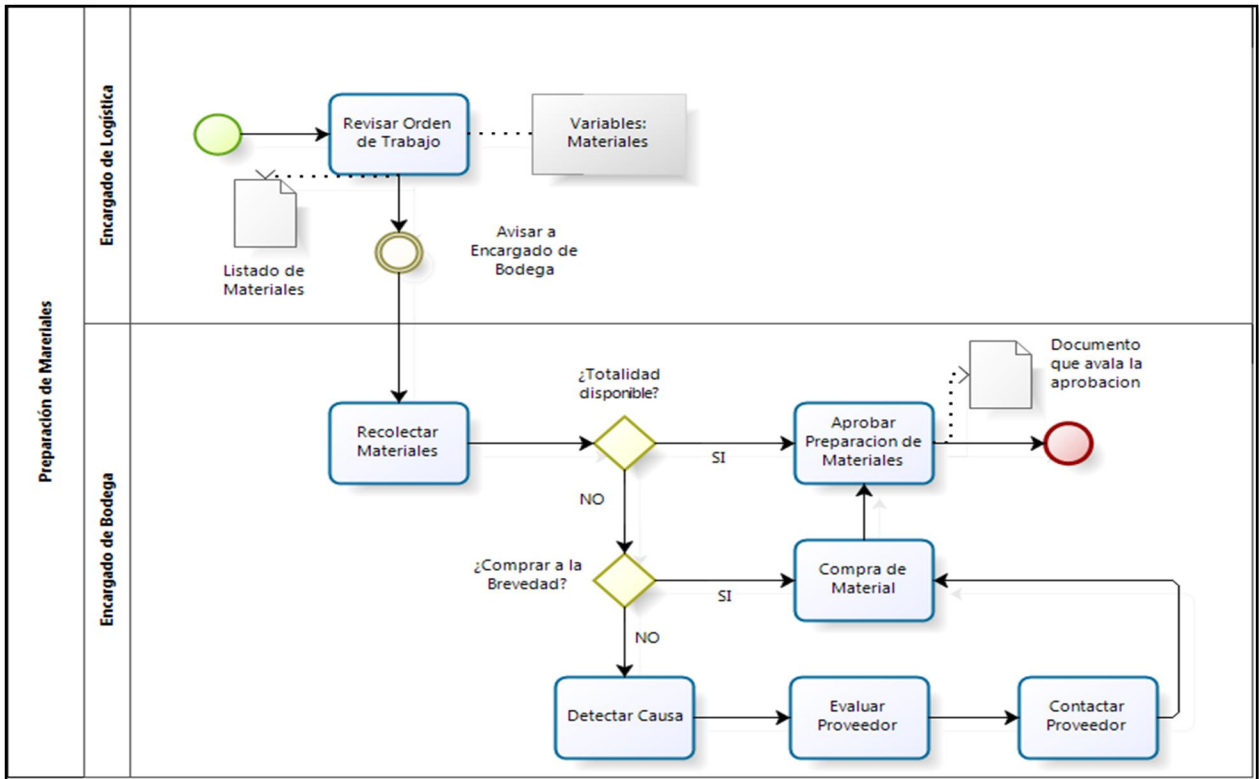 Preparación de Mareriales
Encargado de Logística
Revisar Orden
de Trabajo
Variables:
Materiales
Listado de
Materiales
Avisar a
Encargado de
Bodega
Encargado de Bodega
Recolectar
Materiales
¿Totalidad
disponible?
SI
NO
Aprobar
Preparacion de
Materiales
Documento
que avala la
aprobacion
¿Comprar a la
Brevedad?
SI
NO
Compra de
Material
Detectar Causa
Evaluar
Proveedor
Contactar
Proveedor